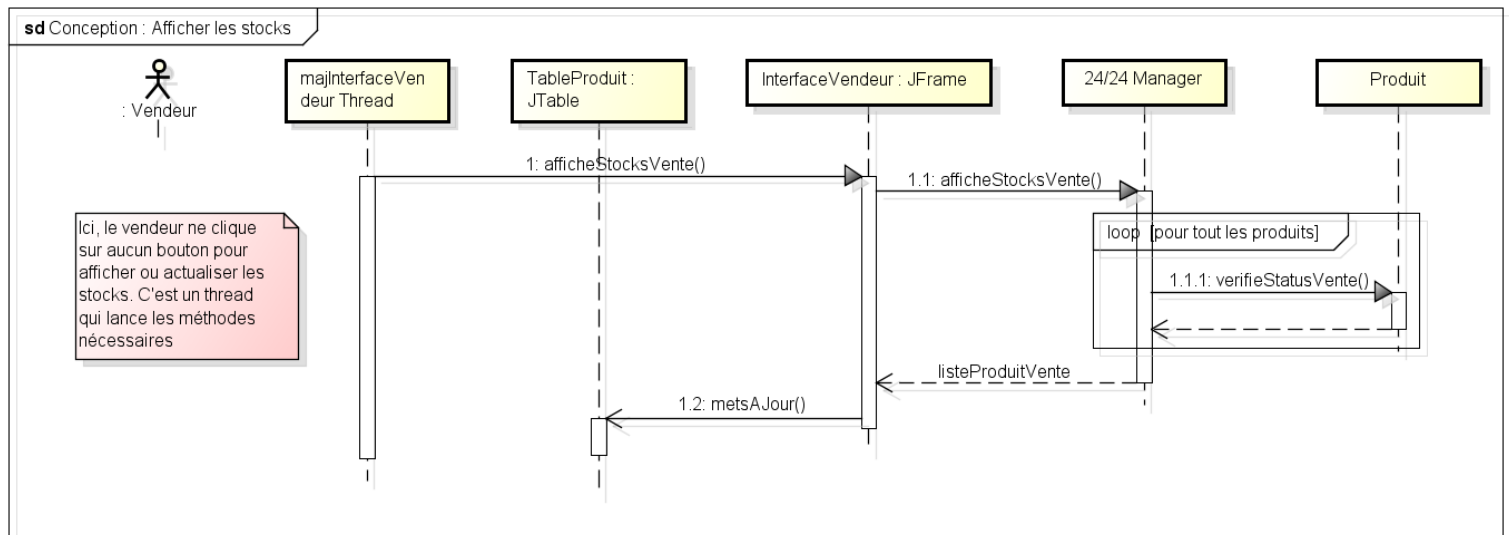 sd Conception : Afficher les stocks
: Vendeur
majInterfaceVen
deur Thread
TableProduit :
JTable
InterfaceVendeur : JFrame
24/24 Manager
Produit
1: afficheStocksVente()
1.1: afficheStocksVente()
Ici, le vendeur ne clique
sur aucun bouton pour
afficher ou actualiser les
stocks. C'est un thread
qui lance les méthodes
nécessaires
loop [pour tout les produits]
1.1.1: verifieStatusVente()
listeProduitVente
1.2: metsAJour()